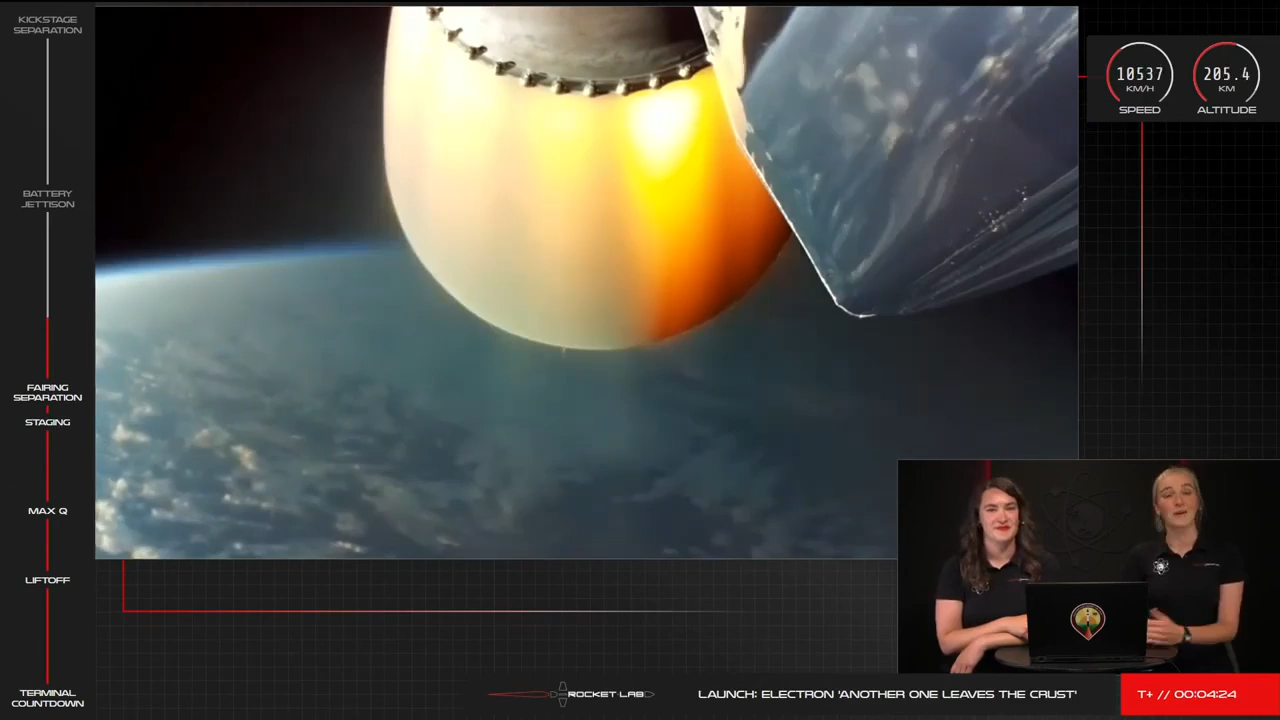 KICKSTAGE
SEPARATION
BATTERY
JETTISON
FAIRING
SEPARATION
STAGING
MAX Q
LIFTOFF
TERMINAL
COUNTDOWN
10537
KM/H
SPEED
205.4
KM
ALTITUDE
ROCKET LAB
LAUNCH: ELECTRON 'ANOTHER ONE LEAVES THE CRUST'
T+ // 00:04:24